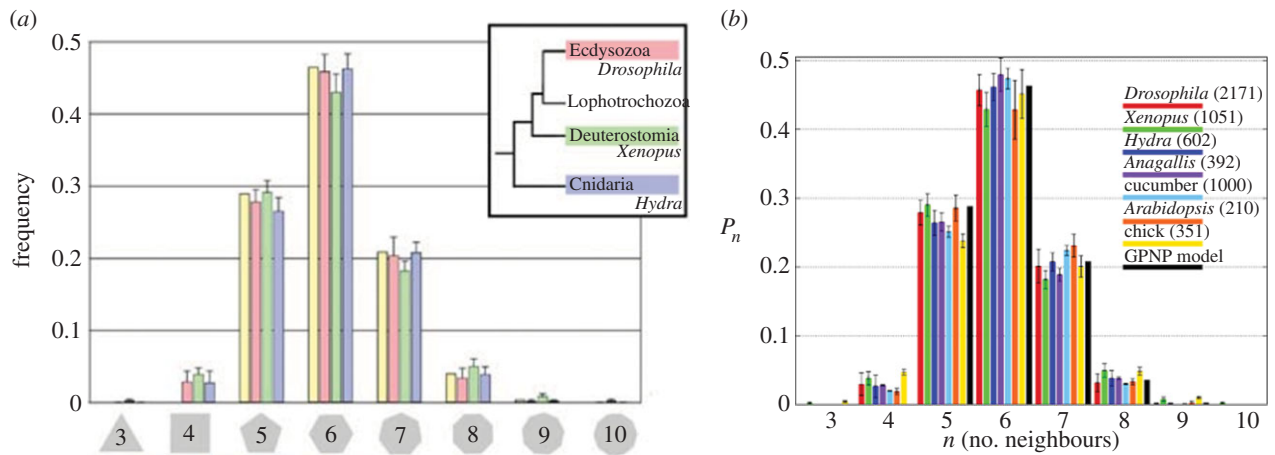 (a)
0.5
0.4
0.3
0.2
0.1
0
frequency
Ecdysozoa
Drosophila
Lophotrochozoa
Deuterostomia
Xenopus
Cnidaria
Hydra
3 4 5 6 7 8 9 10
(b)
0.5
0.4
0.3
0.2
0.1
0
Pn
Drosophila (2171)
Xenopus (1051)
Hydra (602)
Anagallis (392)
cucumber (1000)
Arabidopsis (210)
chick (351)
GPNP model
3 4 5 6 7 8 9 10
n (no. neighbours)